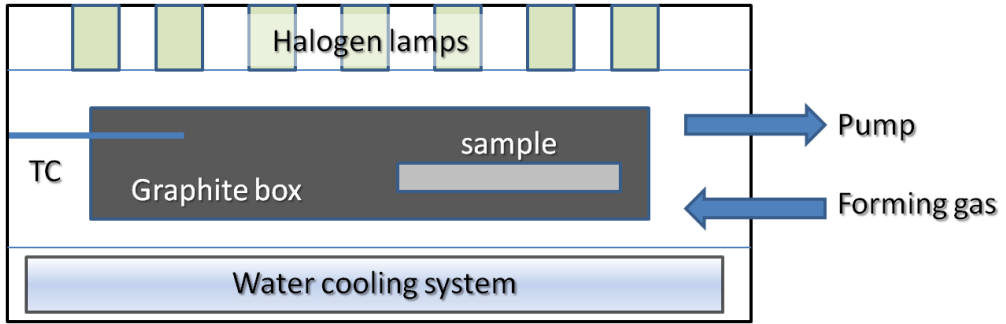 Halogen lamps
Pump
sample
TC
Graphite box
Forming gas
Water cooling system